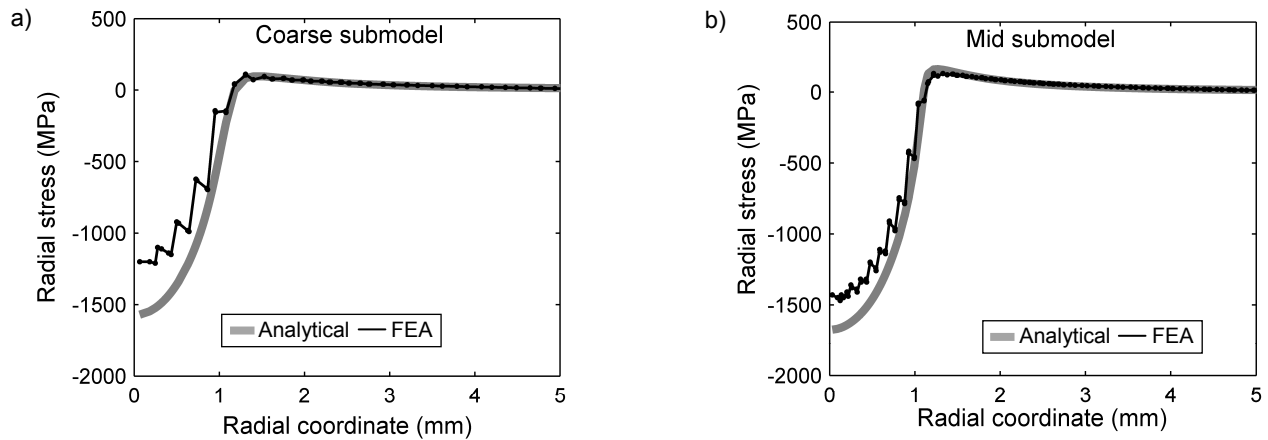 a)
Coarse submodel
500
0
-500
-1000
-1500
-2000
Radial stress (MPa)
Analytical FEA
0 1 2 3 4 5
Radial coordinate (mm)
b)
Mid submodel
500
0
-500
-1000
-1500
-2000
Radial stress (MPa)
Analytical FEA
0 1 2 3 4 5
Radial coordinate (mm)